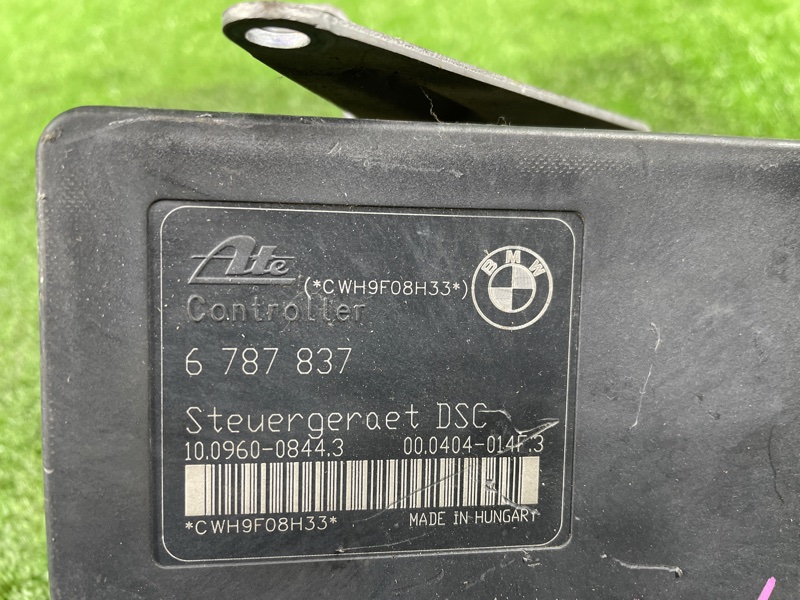 Ate
(*CWH9F08H33*)
BMW
Controller
6 787 837
Steuergeraet DSC
10.0960-0844.3 00.0404-014F.3
*CWH9F08H33* MADE IN HUNGARY